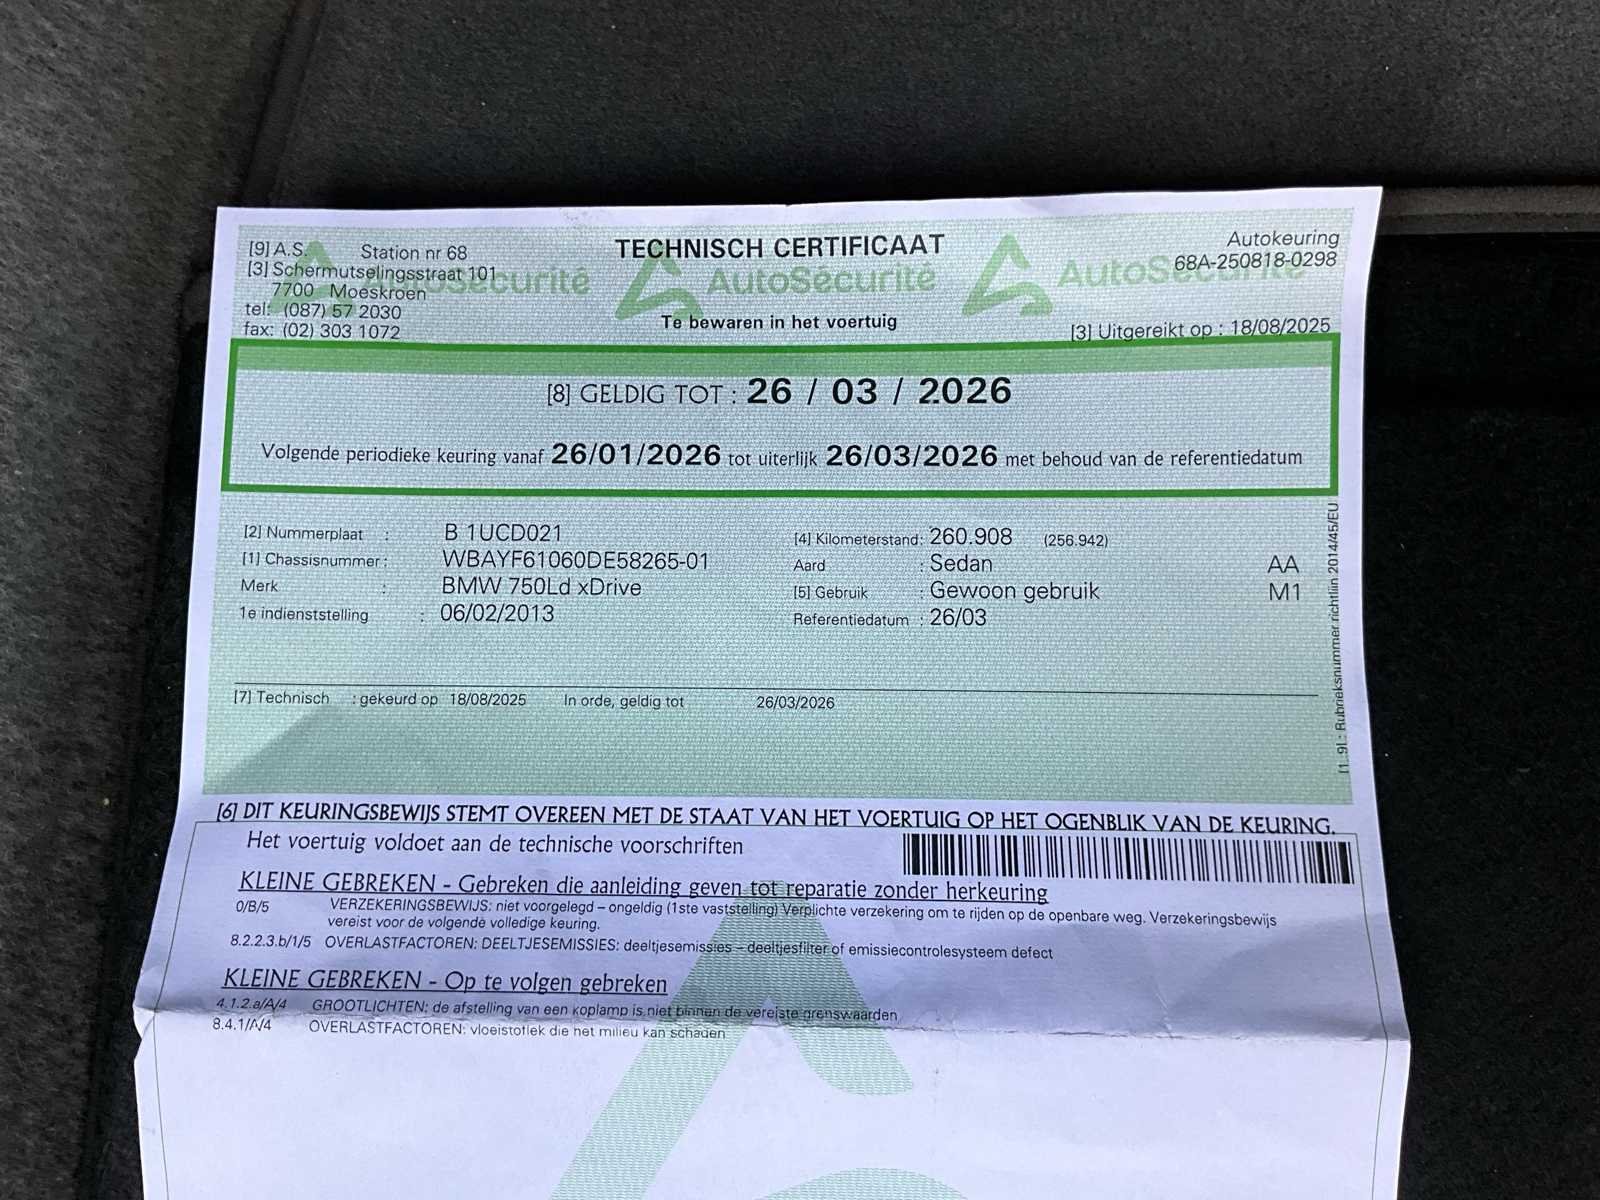 [9] A.S. Station nr 68
[3] Schermutselingsstraat 101
7700 Moeskroen
tel: (087) 57 2030
fax: (02) 303 1072
TECHNISCH CERTIFICAAT
AutoSécurité
AutoSécurité
AutoSécurité
Te bewaren in het voertuig
Autokeuring
68A-250818-0298
[3] Uitgereikt op : 18/08/2025
[8] GELDIG TOT : 26 / 03 / 2026
Volgende periodieke keuring vanaf 26/01/2026 tot uiterlijk 26/03/2026 met behoud van de referentiedatum
[2] Nummerplaat : B 1UCD021
[1] Chassisnummer : WBAYF61060DE58265-01
Merk : BMW 750Ld xDrive
1e indienststelling : 06/02/2013
[4] Kilometerstand : 260.908 (256.942)
Aard : Sedan AA
[5] Gebruik : Gewoon gebruik M1
Referentiedatum : 26/03
[1..9] : Rubrieksnummer richtlijn 2014/45/EU
[7] Technisch : gekeurd op 18/08/2025 In orde, geldig tot 26/03/2026
[6] DIT KEURINGSBEWIJS STEMT OVEREEN MET DE STAAT VAN HET VOERTUIG OP HET OGENBLIK VAN DE KEURING.
Het voertuig voldoet aan de technische voorschriften
KLEINE GEBREKEN - Gebreken die aanleiding geven tot reparatie zonder herkeuring
0/B/5 VERZEKERINGSBEWIJS: niet voorgelegd – ongeldig (1ste vaststelling) Verplichte verzekering om te rijden op de openbare weg. Verzekeringsbewijs
vereist voor de volgende volledige keuring.
8.2.2.3.b/1/5 OVERLASTFACTOREN: DEELTJESEMISSIES: deeltjesemissies – deeltjesfilter of emissiecontrolesysteem defect
KLEINE GEBREKEN - Op te volgen gebreken
4.1.2.a/A/4 GROOTLICHTEN: de afstelling van een koplamp is niet binnen de vereiste grenswaarden
8.4.1/A/4 OVERLASTFACTOREN: vloeistoflek die het milieu kan schaden